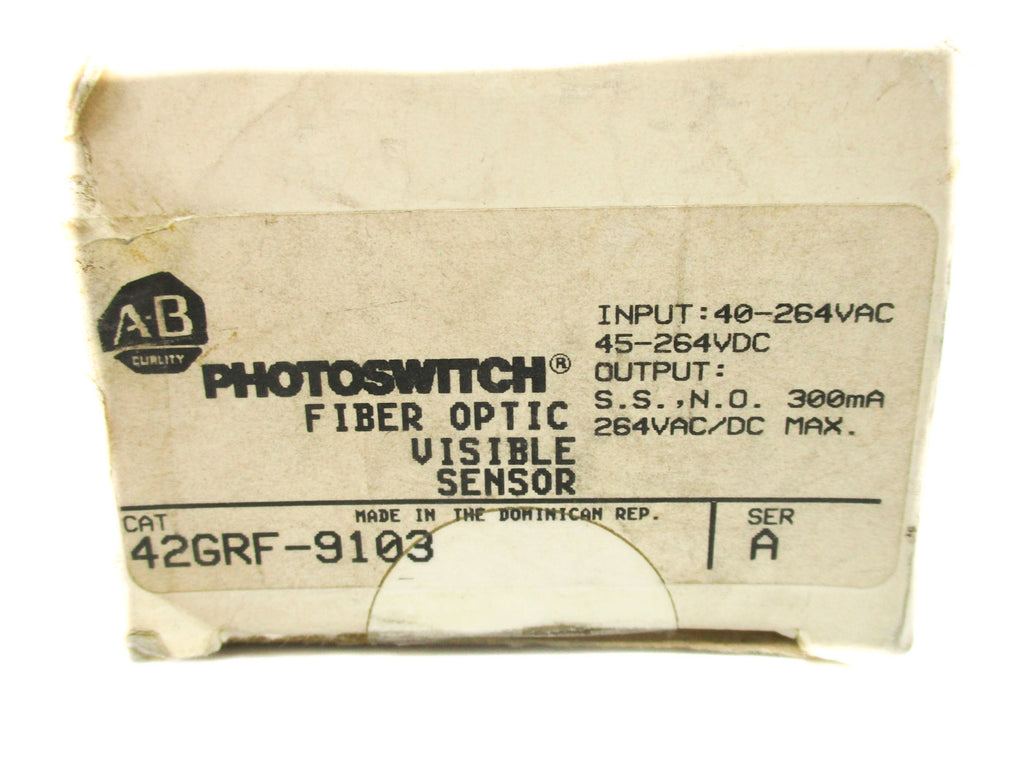 A-B
QUALITY
PHOTOSWITCH®
FIBER OPTIC
VISIBLE
SENSOR
INPUT:40-264VAC
45-264VDC
OUTPUT:
S.S.,N.O. 300mA
264VAC/DC MAX.
MADE IN THE DOMINICAN REP.
CAT
42GRF-9103
SER
A